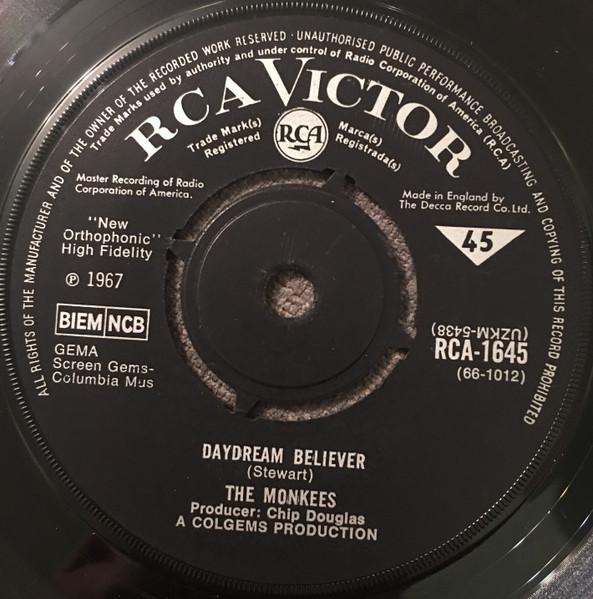 ALL RIGHTS OF THE MANUFACTURER AND OF THE OWNER OF THE RECORDED WORK RESERVED · UNAUTHORISED PUBLIC PERFORMANCE BROADCASTING AND COPYING OF THIS RECORD PROHIBITED
Trade Marks used by authority and under control of Radio Corporation of America (R.C.A)
RCA VICTOR
Trade Mark(s)
Registered
RCA
Marca(s)
Registrada(s)
Master Recording of Radio
Corporation of America.
Made in England by
The Decca Record Co. Ltd.
"New
Orthophonic"
High Fidelity
45
℗ 1967
BIEM NCB
GEMA
Screen Gems-
Columbia Mus
(UZKM-5438)
RCA-1645
(66-1012)
DAYDREAM BELIEVER
(Stewart)
THE MONKEES
Producer: Chip Douglas
A COLGEMS PRODUCTION